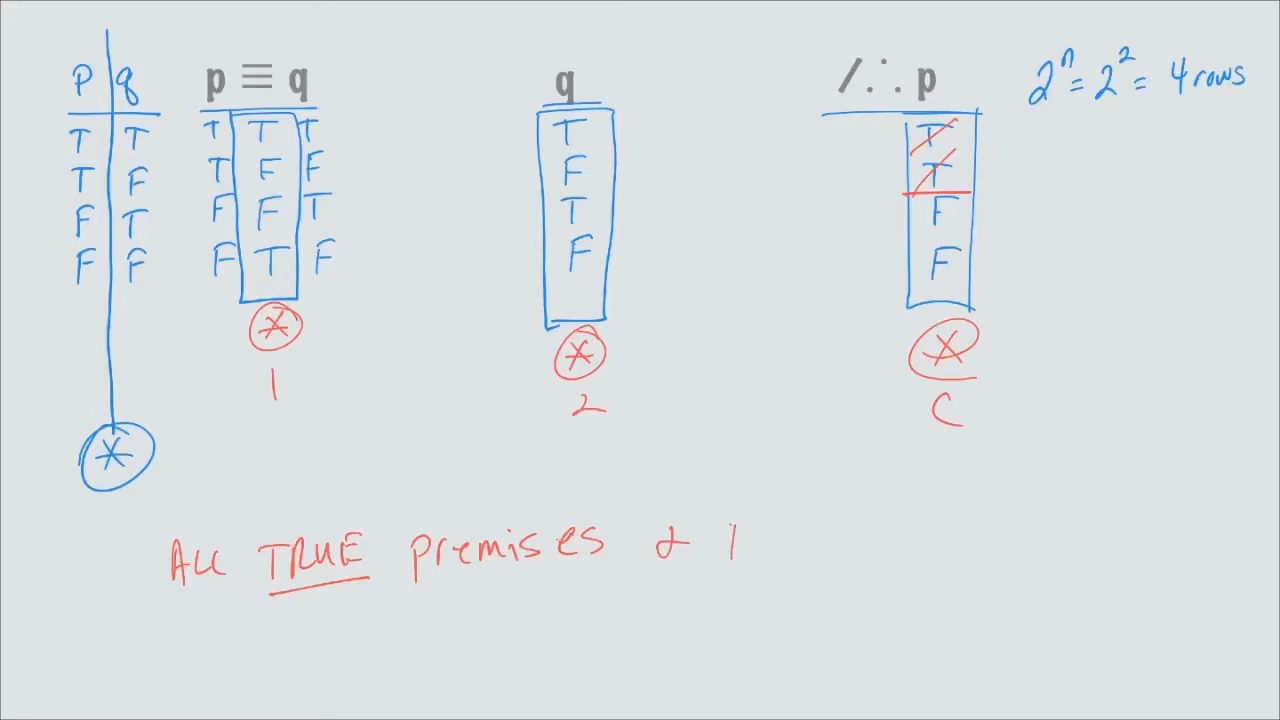 p q p ≡ q q /∴ p 2ⁿ = 2² = 4 rows
T T T T T T T
T F T F F F T
F T F F T T F
F F F T F F F
1 2 C
ALL TRUE premises &